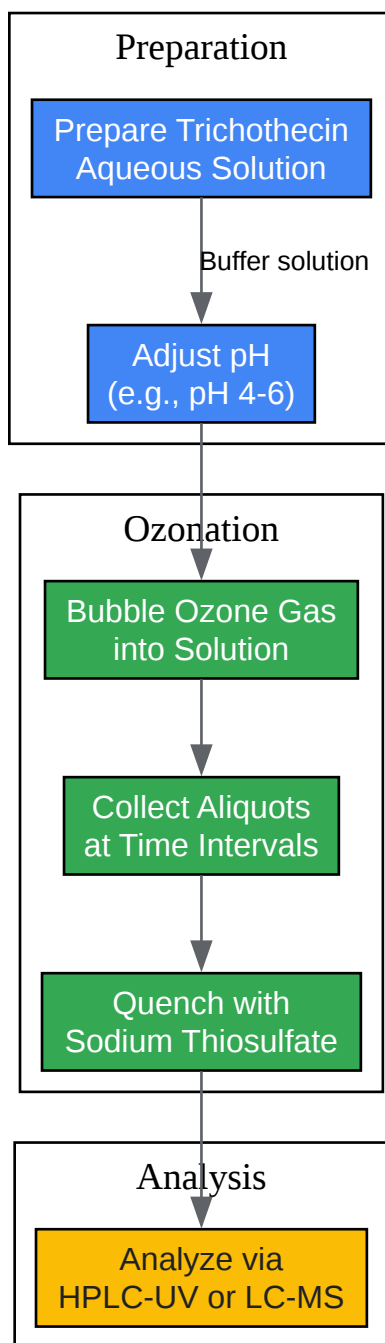 Preparation
Prepare Trichothecin
Aqueous Solution
Buffer solution
Adjust pH
(e.g., pH 4-6)
Ozonation
Bubble Ozone Gas
into Solution
Collect Aliquots
at Time Intervals
Quench with
Sodium Thiosulfate
Analysis
Analyze via
HPLC-UV or LC-MS